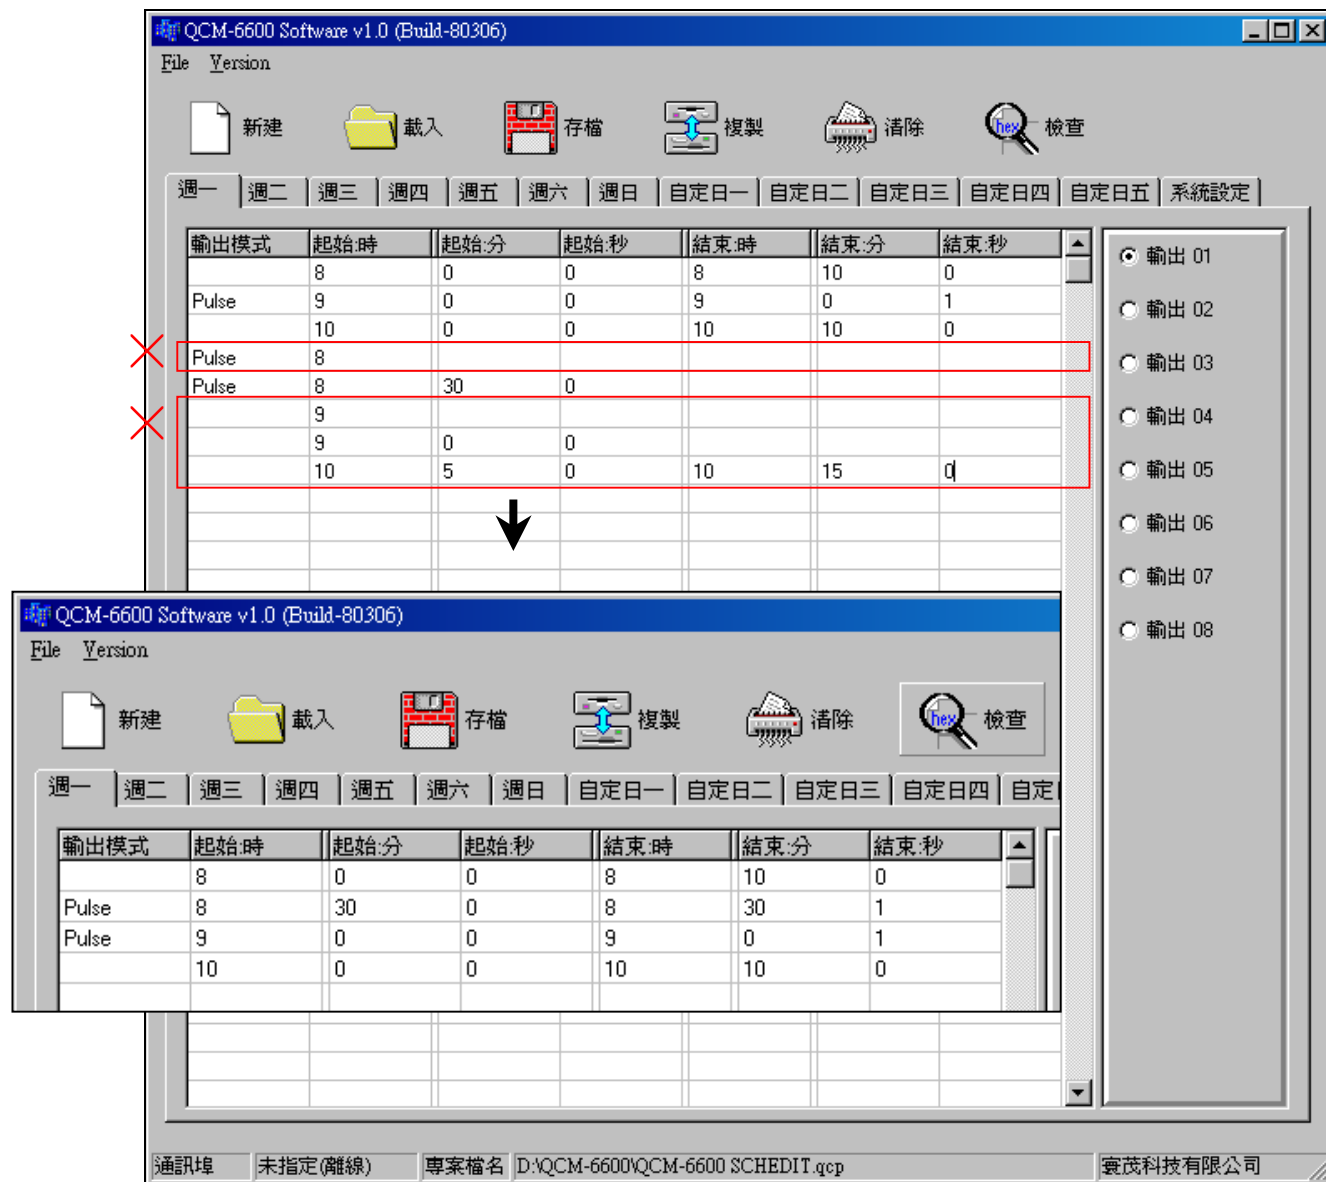 QCM-6600 Software v1.0 (Build-80306)
File Version
新建 載入 存檔 複製 清除 檢查
週一 週二 週三 週四 週五 週六 週日 自定日一 自定日二 自定日三 自定日四 自定日五 系統設定
輸出模式 起始:時 起始:分 起始:秒 結束:時 結束:分 結束:秒
8 0 0 8 10 0
Pulse 9 0 0 9 0 1
10 0 0 10 10 0
Pulse 8
Pulse 8 30 0
9
9 0 0
10 5 0 10 15 0
輸出 01
輸出 02
輸出 03
輸出 04
輸出 05
輸出 06
輸出 07
輸出 08
QCM-6600 Software v1.0 (Build-80306)
File Version
新建 載入 存檔 複製 清除 檢查
週一 週二 週三 週四 週五 週六 週日 自定日一 自定日二 自定日三 自定日四 自定
輸出模式 起始:時 起始:分 起始:秒 結束:時 結束:分 結束:秒
8 0 0 8 10 0
Pulse 8 30 0 8 30 1
Pulse 9 0 0 9 0 1
10 0 0 10 10 0
通訊埠 未指定(離線) 專案檔名 D:\QCM-6600\QCM-6600 SCHEDIT.qcp 寰茂科技有限公司